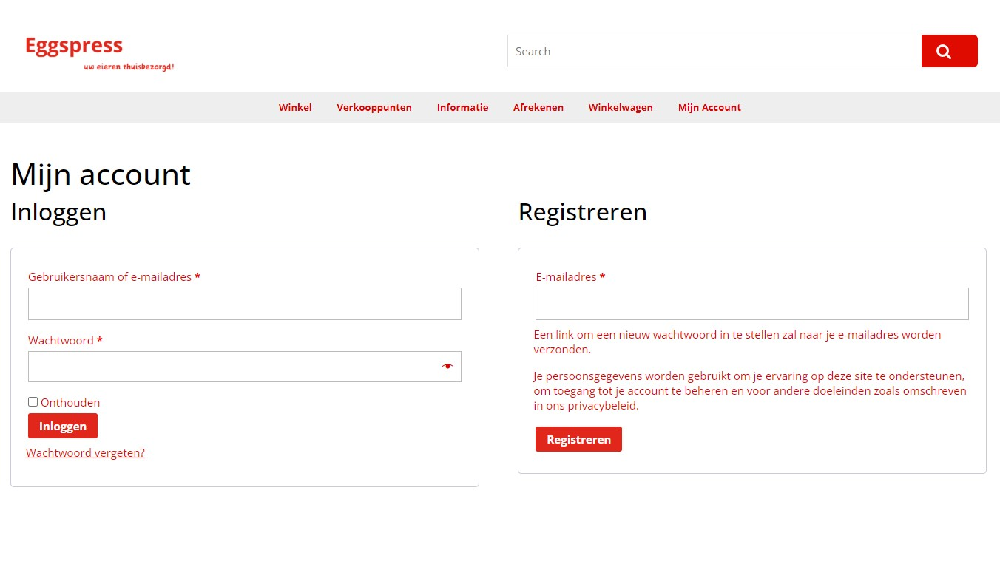 Eggspress
uw eieren thuisbezorgd!
Search
Winkel Verkooppunten Informatie Afrekenen Winkelwagen Mijn Account
Mijn account
Inloggen
Gebruikersnaam of e-mailadres *
Wachtwoord *
Onthouden
Inloggen
Wachtwoord vergeten?
Registreren
E-mailadres *
Een link om een nieuw wachtwoord in te stellen zal naar je e-mailadres worden
verzonden.
Je persoonsgegevens worden gebruikt om je ervaring op deze site te ondersteunen,
om toegang tot je account te beheren en voor andere doeleinden zoals omschreven
in ons privacybeleid.
Registreren